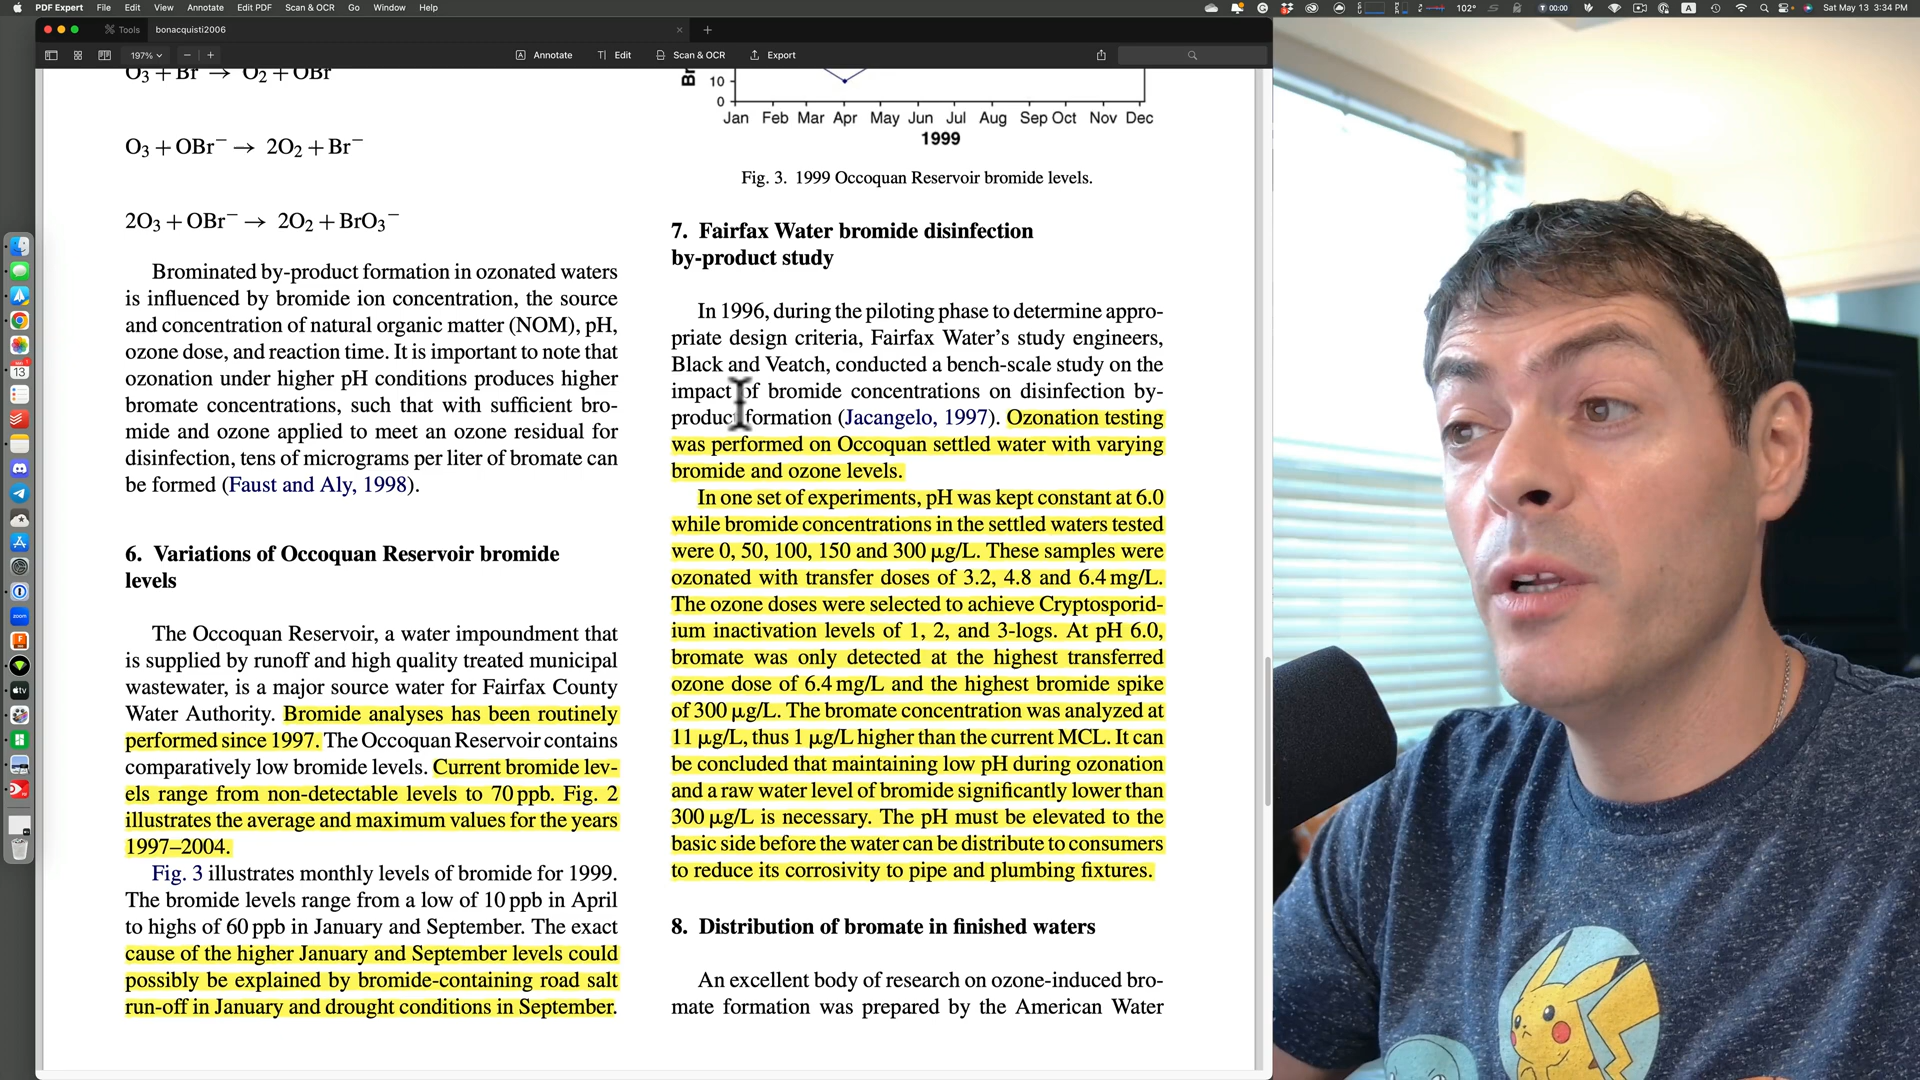 PDF Expert File Edit View Annotate Edit PDF Scan & OCR Go Window Help
102° 00:00 A Sat May 13 3:34 PM
Tools bonacquisti2006
197% Annotate Edit Scan & OCR Export
O₃ + Br⁻ → O₂ + OBr⁻
O₃ + OBr⁻ → 2O₂ + Br⁻
2O₃ + OBr⁻ → 2O₂ + BrO₃⁻
Brominated by-product formation in ozonated waters
is influenced by bromide ion concentration, the source
and concentration of natural organic matter (NOM), pH,
ozone dose, and reaction time. It is important to note that
ozonation under higher pH conditions produces higher
bromate concentrations, such that with sufficient bro-
mide and ozone applied to meet an ozone residual for
disinfection, tens of micrograms per liter of bromate can
be formed (Faust and Aly, 1998).
6. Variations of Occoquan Reservoir bromide
levels
The Occoquan Reservoir, a water impoundment that
is supplied by runoff and high quality treated municipal
wastewater, is a major source water for Fairfax County
Water Authority. Bromide analyses has been routinely
performed since 1997. The Occoquan Reservoir contains
comparatively low bromide levels. Current bromide lev-
els range from non-detectable levels to 70 ppb. Fig. 2
illustrates the average and maximum values for the years
1997–2004.
Fig. 3 illustrates monthly levels of bromide for 1999.
The bromide levels range from a low of 10 ppb in April
to highs of 60 ppb in January and September. The exact
cause of the higher January and September levels could
possibly be explained by bromide-containing road salt
run-off in January and drought conditions in September.
Br
10
0
Jan Feb Mar Apr May Jun Jul Aug Sep Oct Nov Dec
1999
Fig. 3. 1999 Occoquan Reservoir bromide levels.
7. Fairfax Water bromide disinfection
by-product study
In 1996, during the piloting phase to determine appro-
priate design criteria, Fairfax Water's study engineers,
Black and Veatch, conducted a bench-scale study on the
impact of bromide concentrations on disinfection by-
product formation (Jacangelo, 1997). Ozonation testing
was performed on Occoquan settled water with varying
bromide and ozone levels.
In one set of experiments, pH was kept constant at 6.0
while bromide concentrations in the settled waters tested
were 0, 50, 100, 150 and 300 μg/L. These samples were
ozonated with transfer doses of 3.2, 4.8 and 6.4 mg/L.
The ozone doses were selected to achieve Cryptosporid-
ium inactivation levels of 1, 2, and 3-logs. At pH 6.0,
bromate was only detected at the highest transferred
ozone dose of 6.4 mg/L and the highest bromide spike
of 300 μg/L. The bromate concentration was analyzed at
11 μg/L, thus 1 μg/L higher than the current MCL. It can
be concluded that maintaining low pH during ozonation
and a raw water level of bromide significantly lower than
300 μg/L is necessary. The pH must be elevated to the
basic side before the water can be distribute to consumers
to reduce its corrosivity to pipe and plumbing fixtures.
8. Distribution of bromate in finished waters
An excellent body of research on ozone-induced bro-
mate formation was prepared by the American Water